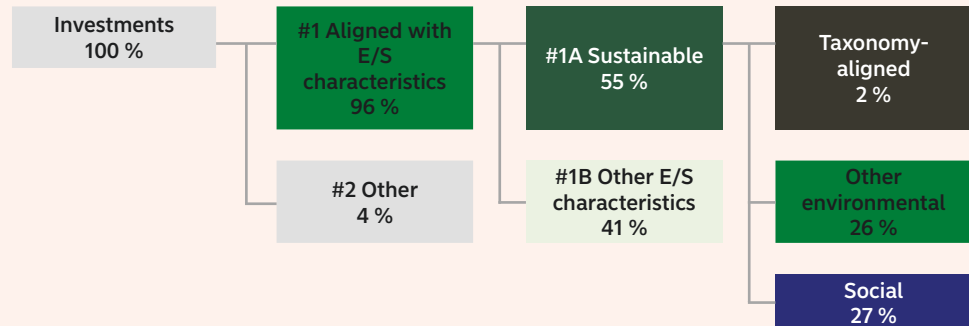 Investments
100 %
#1 Aligned with
E/S
characteristics
96 %
#1A Sustainable
55 %
Taxonomy-
aligned
2 %
#2 Other
4 %
#1B Other E/S
characteristics
41 %
Other
environmental
26 %
Social
27 %